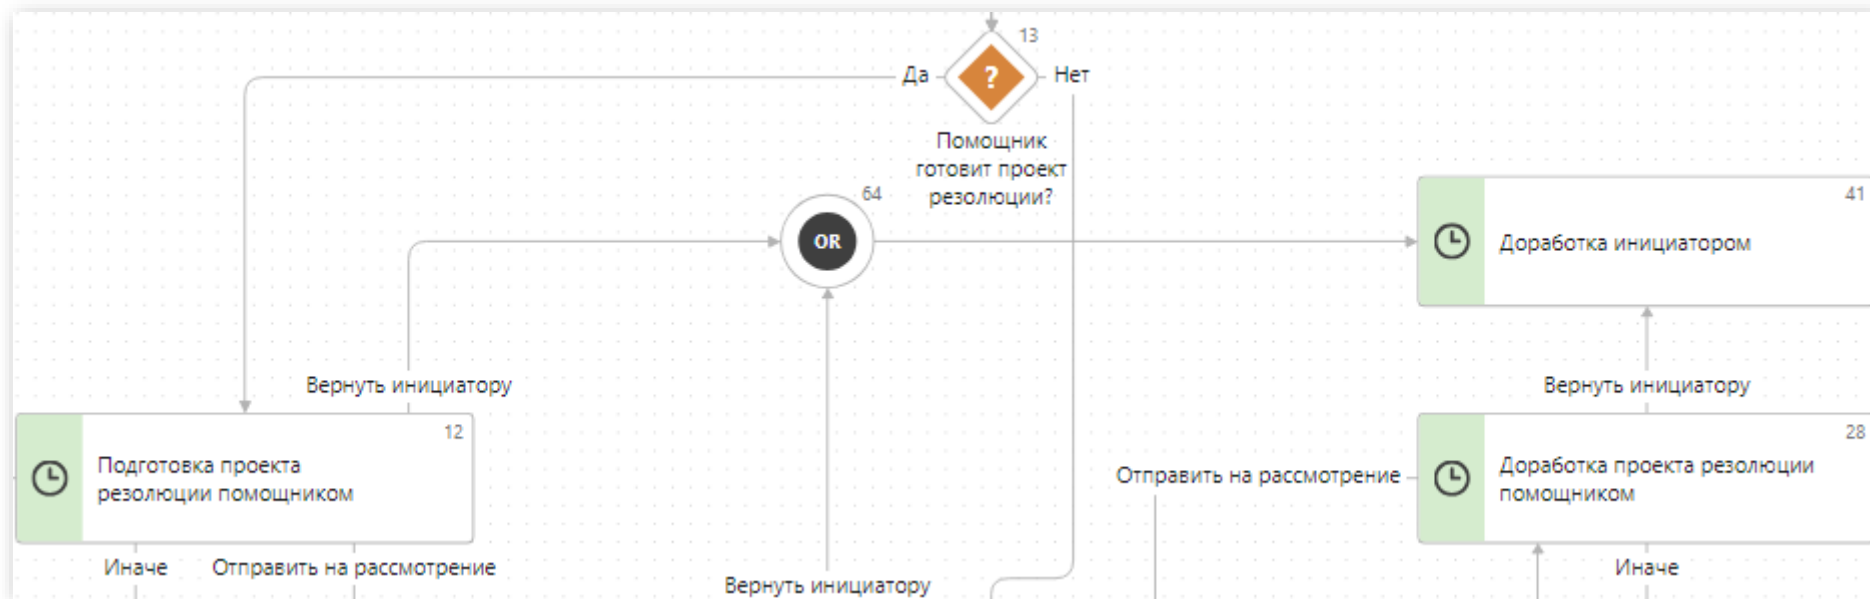 13
Да
?
Нет
Помощник
готовит проект
резолюции?
64
OR
41
Доработка инициатором
Вернуть инициатору
Вернуть инициатору
12
Подготовка проекта
резолюции помощником
28
Доработка проекта резолюции
помощником
Отправить на рассмотрение
Иначе
Отправить на рассмотрение
Вернуть инициатору
Иначе